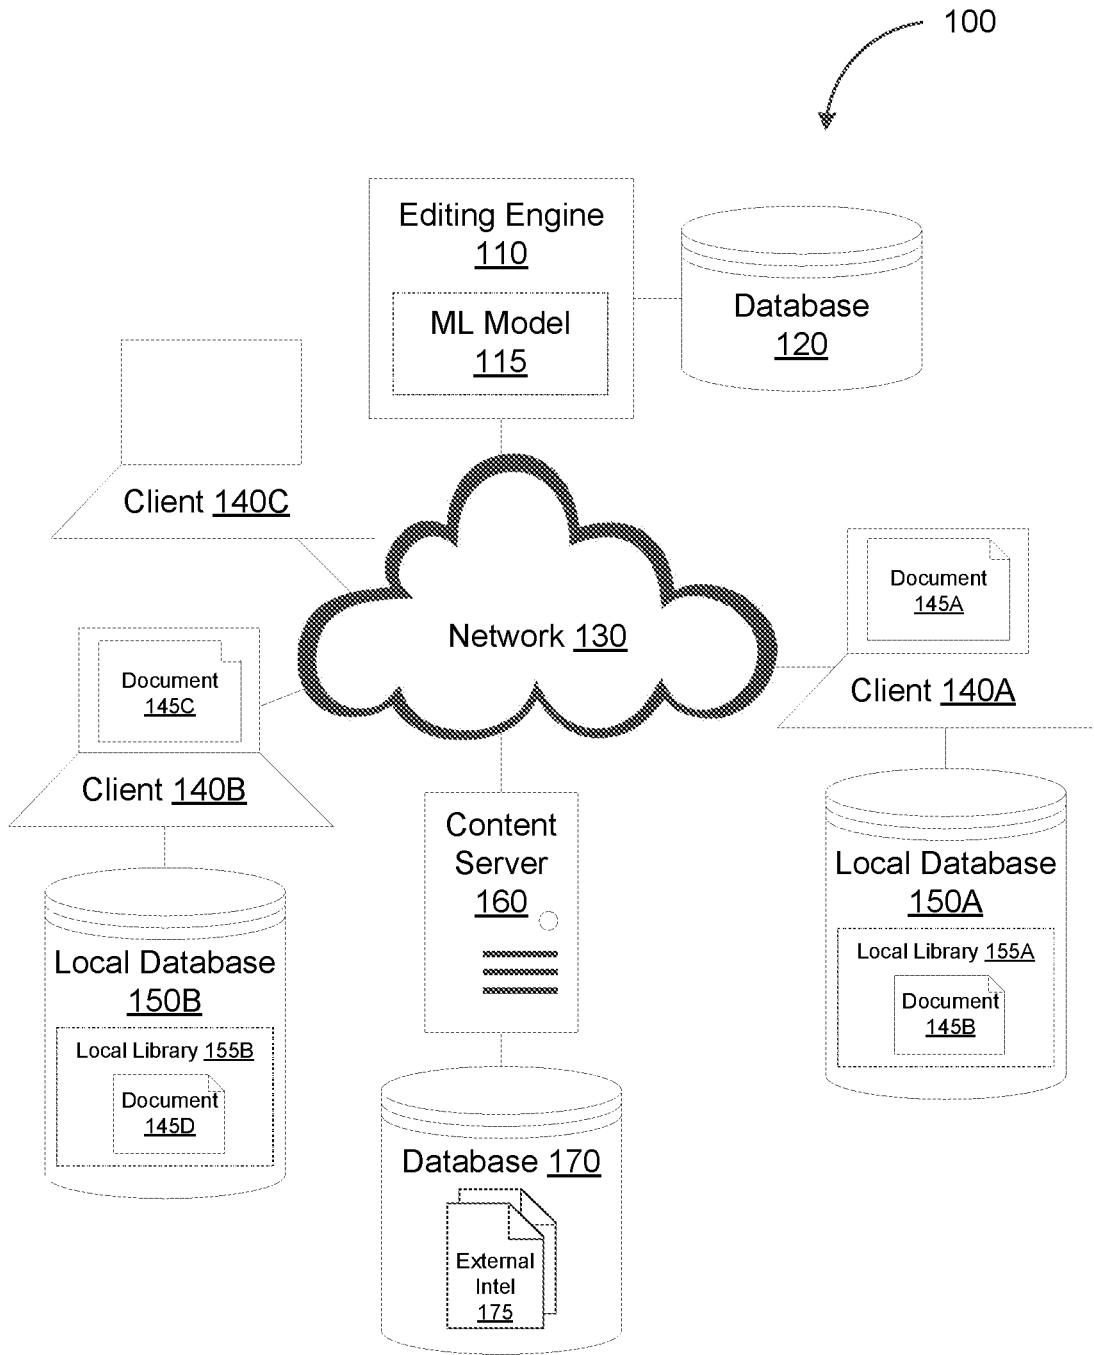 100
Editing Engine
110
ML Model
115
Database
120
Client 140C
Document
145A
Network 130
Client 140A
Document
145C
Client 140B
Content
Server
160
Local Database
150A
Local Library 155A
Document
145B
Local Database
150B
Local Library 155B
Document
145D
Database 170
External
Intel
175